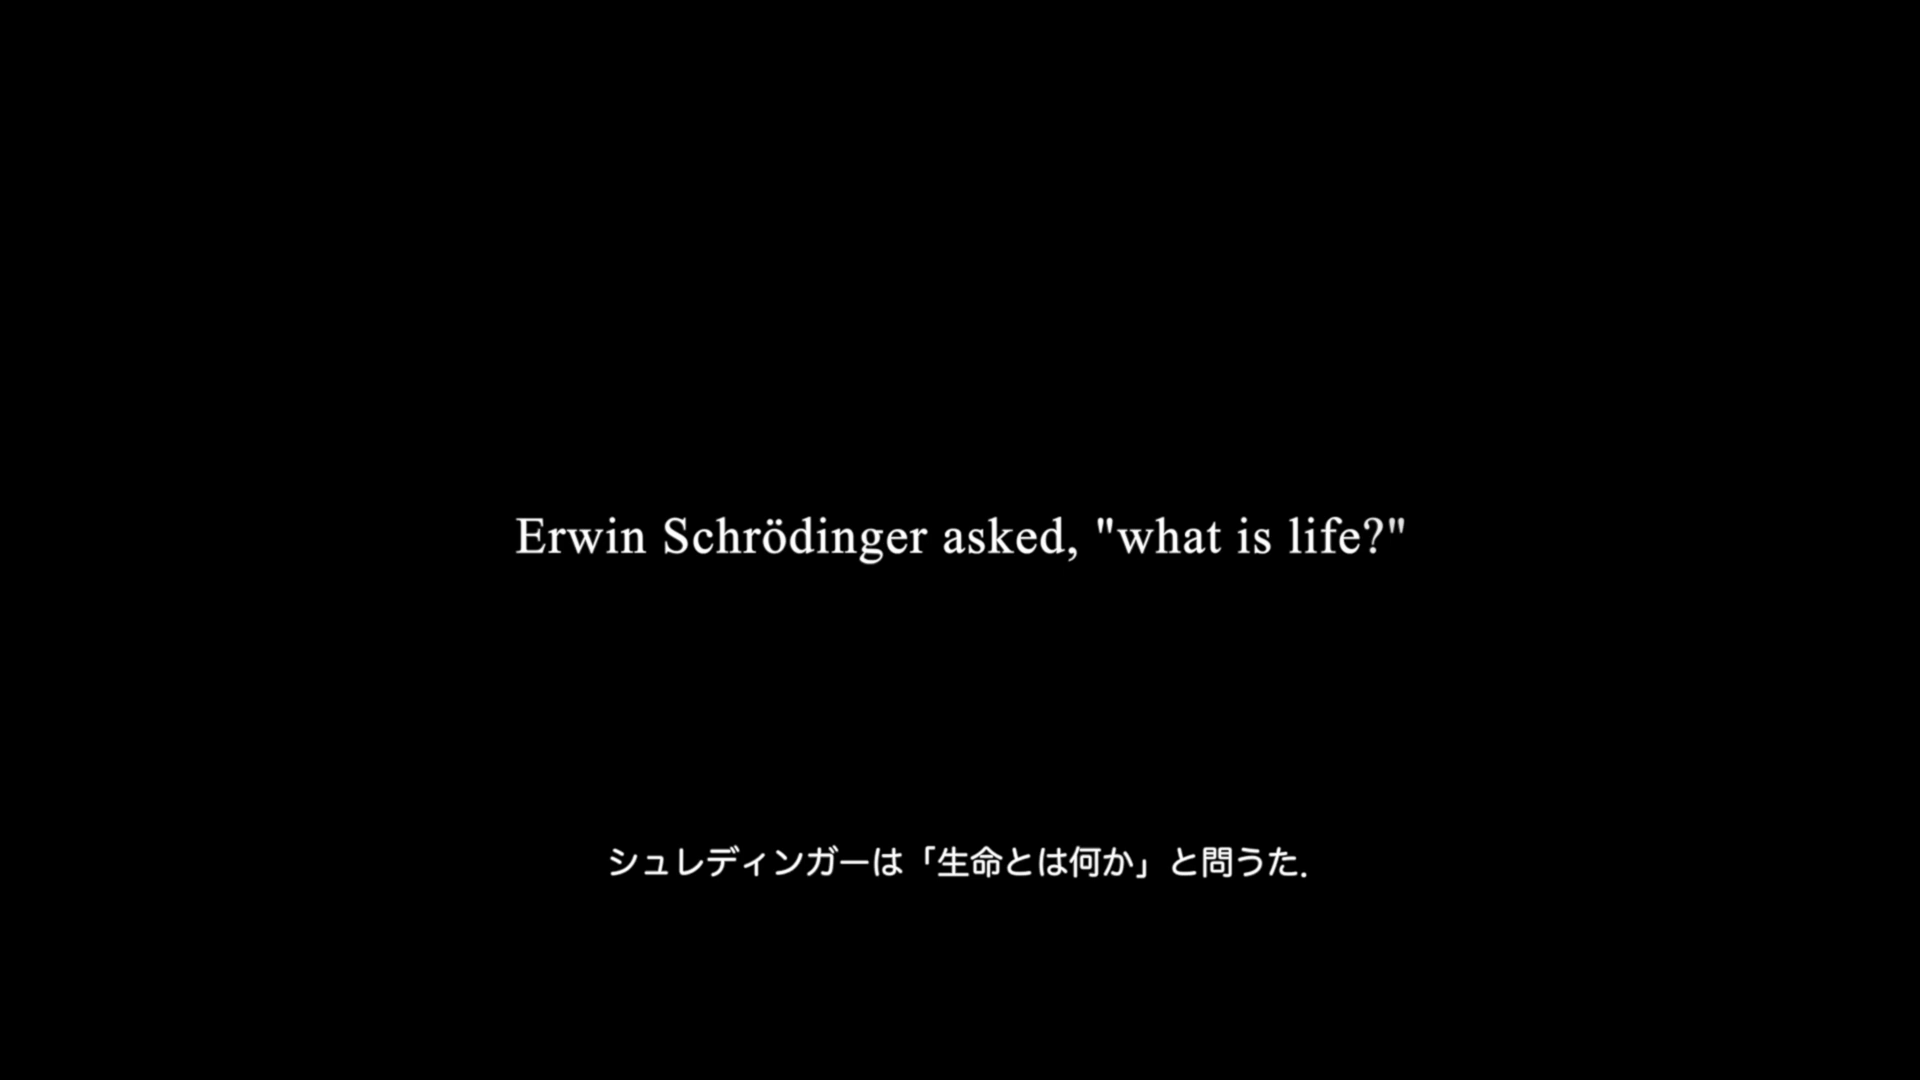 Erwin Schrödinger asked, "what is life?"
シュレディンガーは「生命とは何か」と問うた.